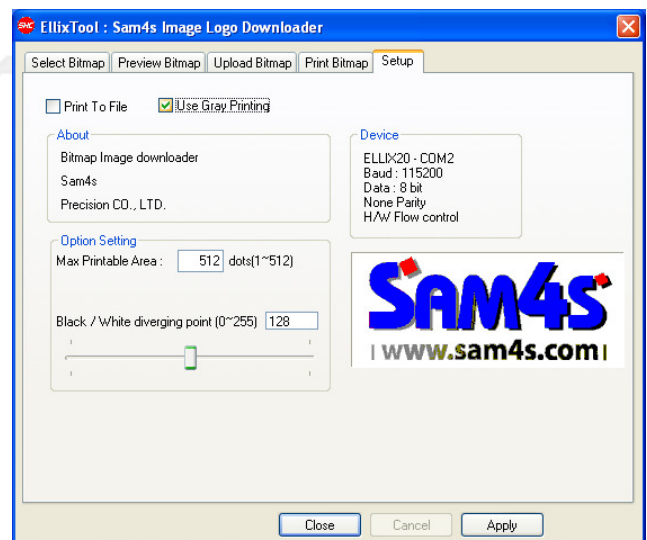 SHC EllixTool : Sam4s Image Logo Downloader
Select Bitmap Preview Bitmap Upload Bitmap Print Bitmap Setup
Print To File Use Gray Printing
About
Bitmap Image downloader
Sam4s
Precision CO., LTD.
Device
ELLIX20 - COM2
Baud : 115200
Data : 8 bit
None Parity
H/W Flow control
Option Setting
Max Printable Area : 512 dots(1~512)
Black / White diverging point (0~255) 128
Sam4s
www.sam4s.com
Close Cancel Apply